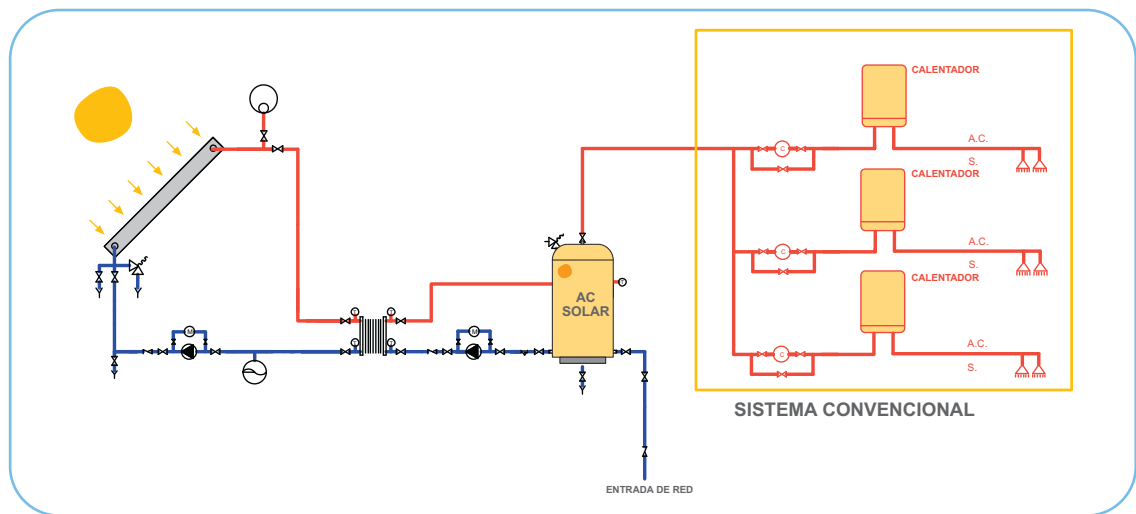 CALENTADOR
C
A.C.
S.
CALENTADOR
C
A.C.
S.
CALENTADOR
C
A.C.
S.
T
AC
SOLAR
T
T
T
T
M
M
SISTEMA CONVENCIONAL
ENTRADA DE RED